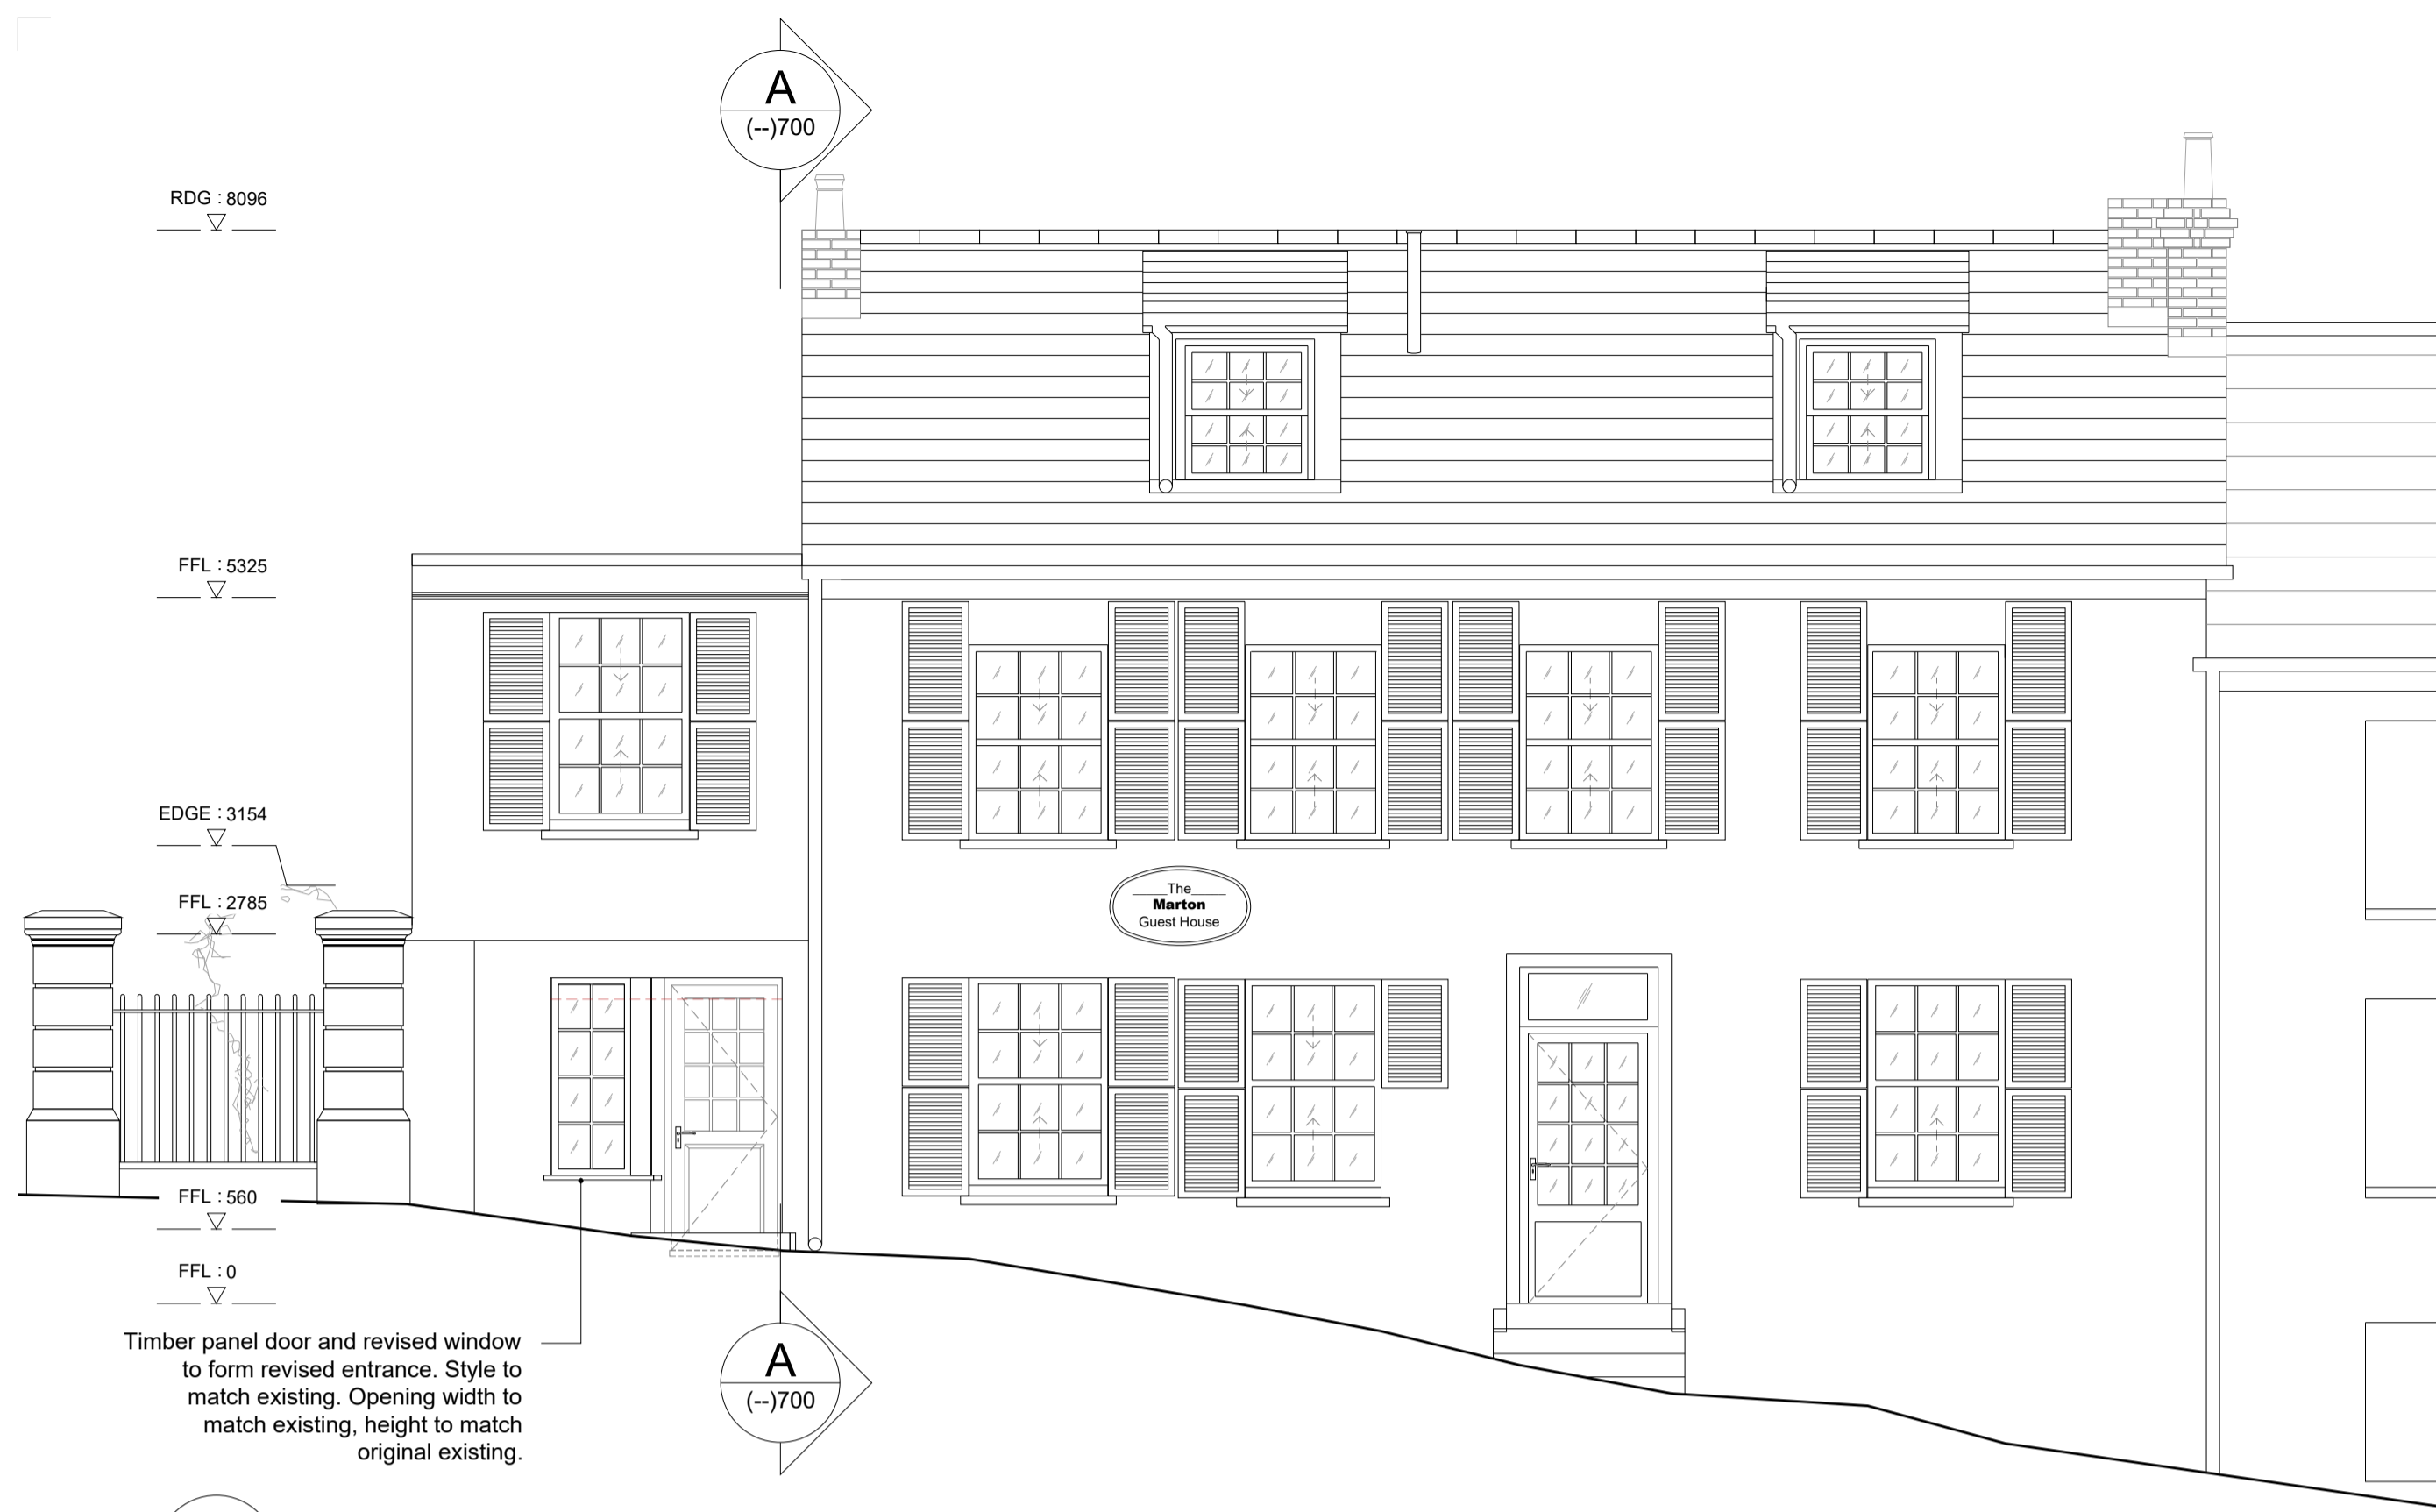 A
(--)700
RDG : 8096
FFL : 5325
EDGE : 3154
FFL : 2785
The
Marton
Guest House
FFL : 560
FFL : 0
Timber panel door and revised window
to form revised entrance. Style to
match existing. Opening width to
match existing, height to match
original existing.
A
(--)700